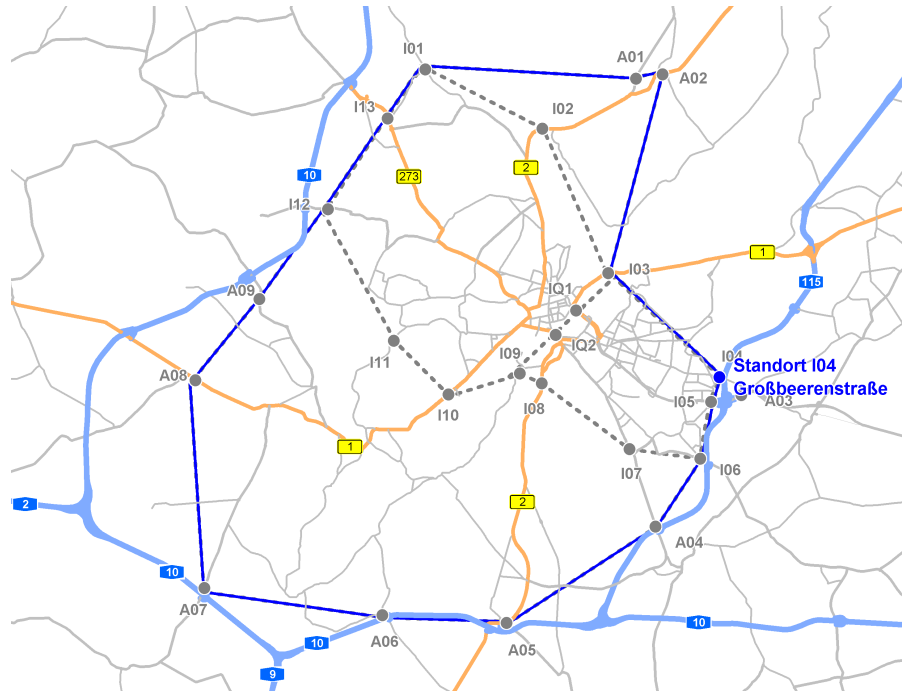 I01
A01
A02
I13
I02
10
273
2
I12
1
I03
115
A09
IQ1
IQ2
I04
Standort I04
Großbeerenstraße
I11
I09
A08
I08
I10
I05
A03
1
I07
I06
2
2
A04
10
A07
A06
10
A05
10
9